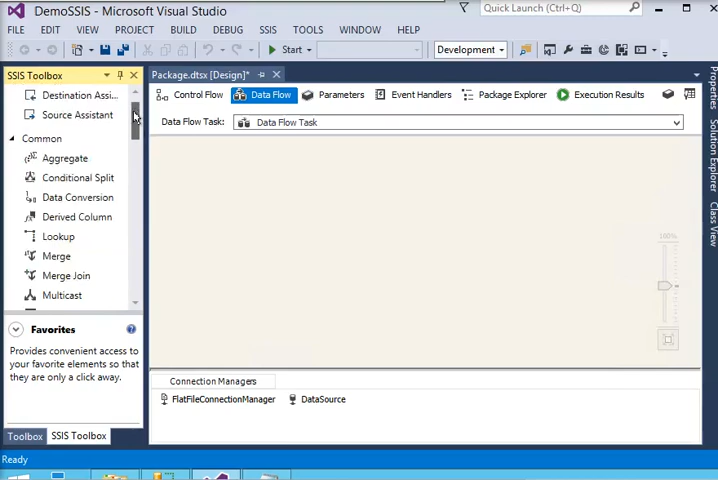 DemoSSIS - Microsoft Visual Studio
Quick Launch (Ctrl+Q)
FILE EDIT VIEW PROJECT BUILD DEBUG SSIS TOOLS WINDOW HELP
Start
Development
SSIS Toolbox
Package.dtsx [Design]*
Destination Assi...
Source Assistant
Common
Aggregate
Conditional Split
Data Conversion
Derived Column
Lookup
Merge
Merge Join
Multicast
Control Flow
Data Flow
Parameters
Event Handlers
Package Explorer
Execution Results
Data Flow Task:
Data Flow Task
100%
Favorites
Provides convenient access to
your favorite elements so that
they are only a click away.
Connection Managers
FlatFileConnectionManager
DataSource
Toolbox
SSIS Toolbox
Properties
Solution Explorer
Class View
Ready